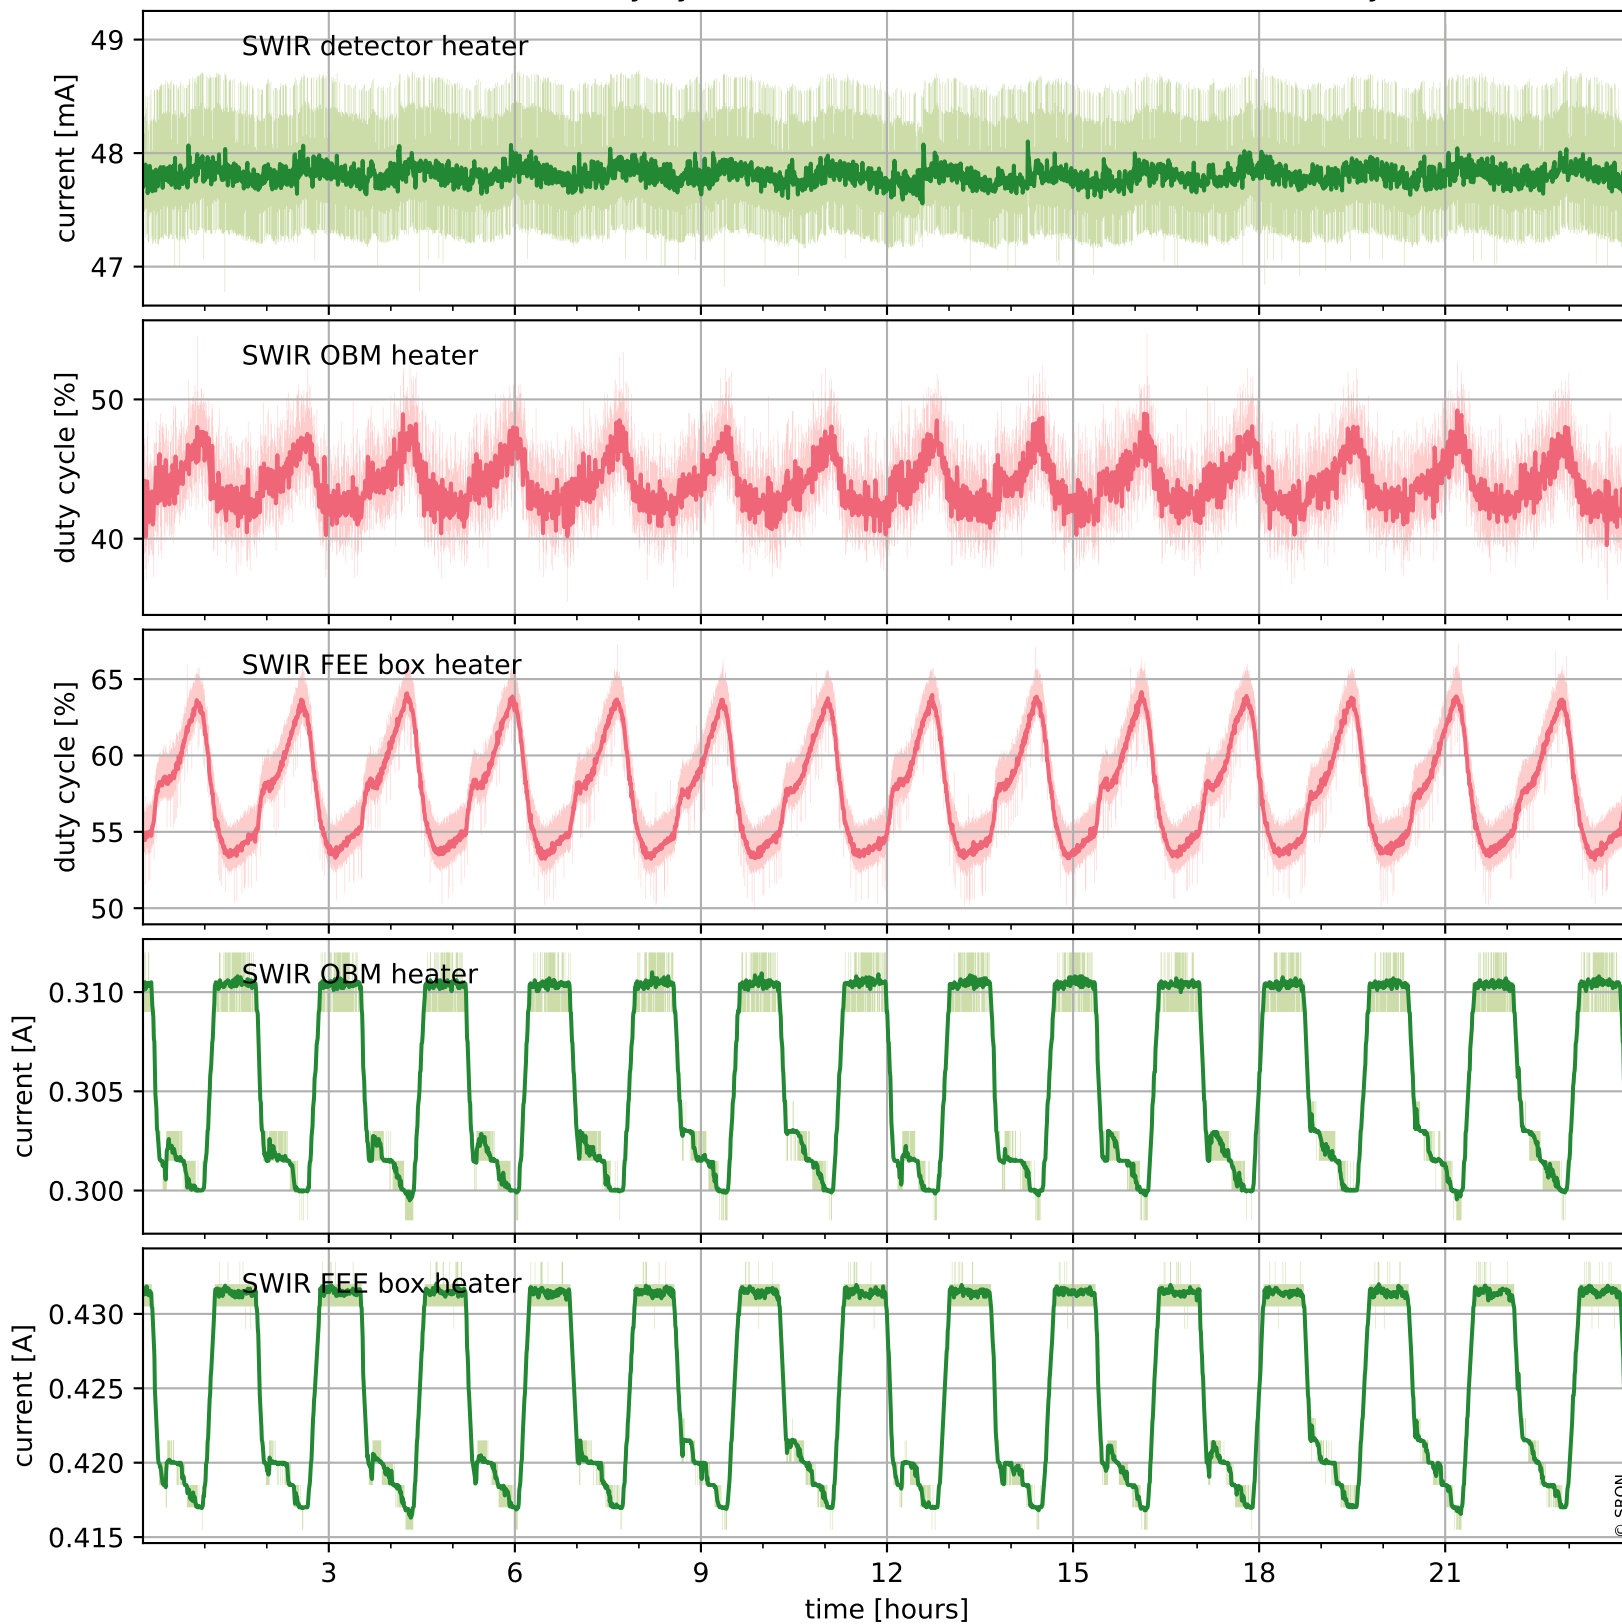 49
SWIR detector heater
48
47
current [mA]
SWIR OBM heater
50
40
duty cycle [%]
SWIR FEE box heater
65
60
55
50
duty cycle [%]
SWIR OBM heater
0.310
0.305
0.300
current [A]
SWIR FEE box heater
0.430
0.425
0.420
0.415
current [A]
© SRON
3 6 9 12 15 18 21
time [hours]